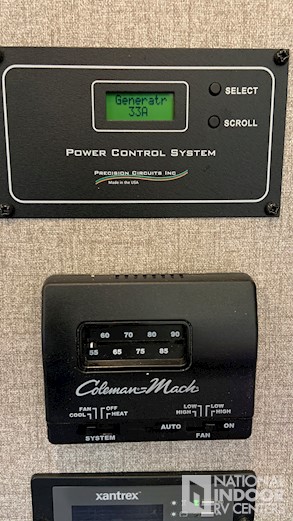 Generatr
33A
SELECT
SCROLL
POWER CONTROL SYSTEM
PRECISION CIRCUITS INC
Made in the USA
60 70 80 90
55 65 75 85
Coleman-Mach
FAN OFF
COOL HEAT
SYSTEM
LOW LOW
HIGH HIGH
AUTO ON
FAN
xantrex
NATIONAL
INDOOR
RV CENTERS